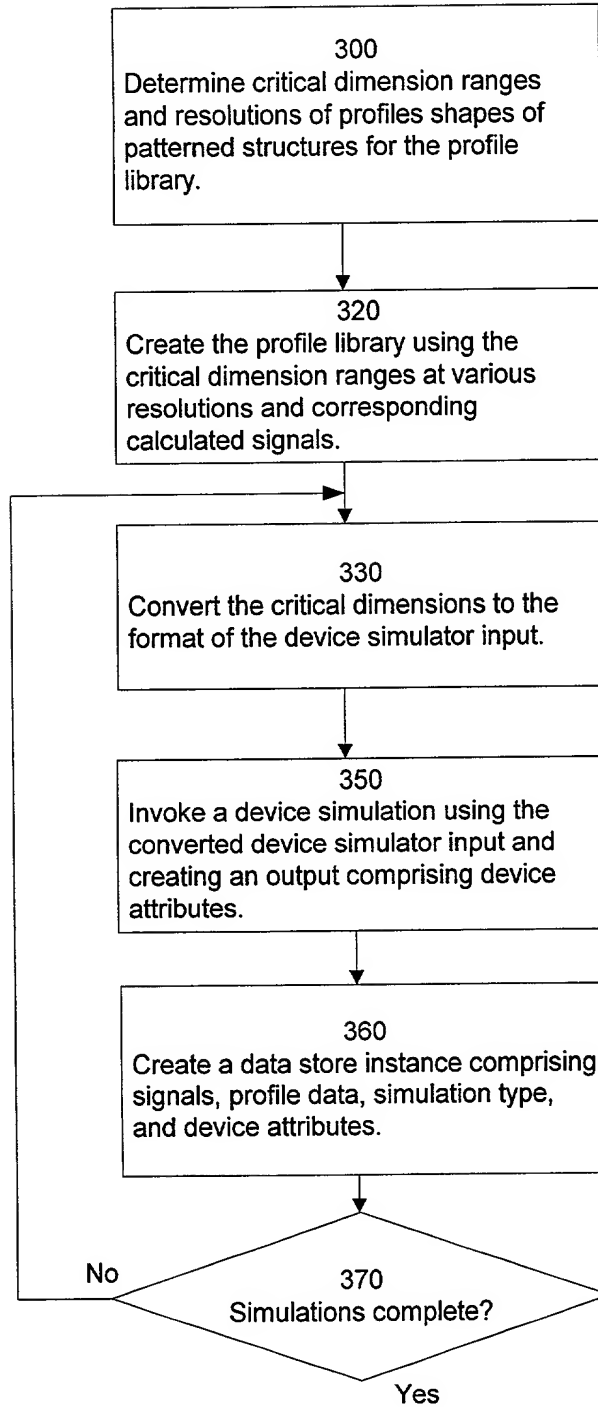 300
Determine critical dimension ranges
and resolutions of profiles shapes of
patterned structures for the profile
library.
320
Create the profile library using the
critical dimension ranges at various
resolutions and corresponding
calculated signals.
330
Convert the critical dimensions to the
format of the device simulator input.
350
Invoke a device simulation using the
converted device simulator input and
creating an output comprising device
attributes.
360
Create a data store instance comprising
signals, profile data, simulation type,
and device attributes.
No
370
Simulations complete?
Yes